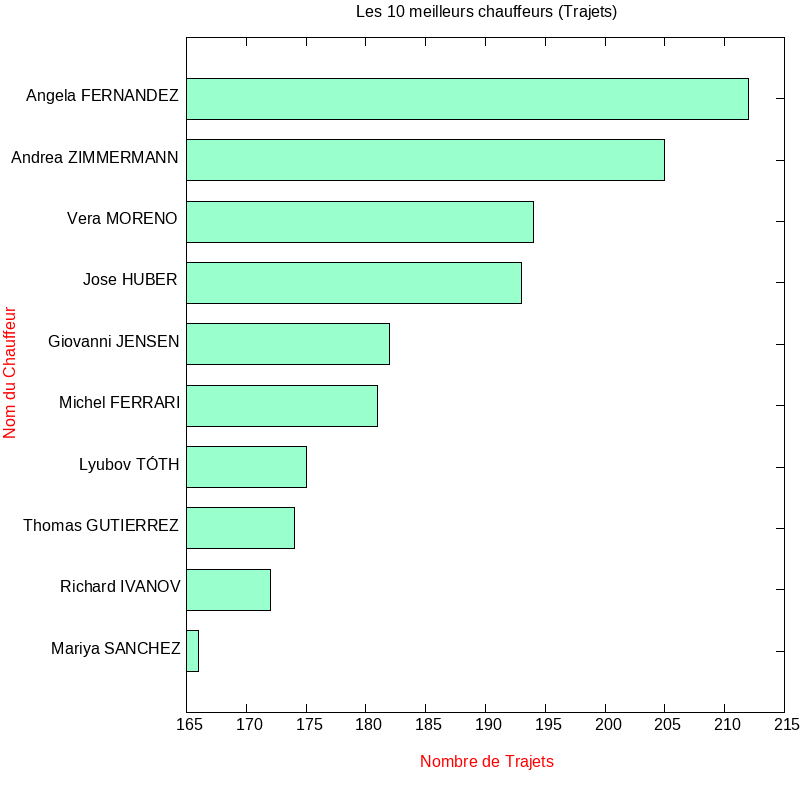 Les 10 meilleurs chauffeurs (Trajets)
Angela FERNANDEZ
Andrea ZIMMERMANN
Vera MORENO
Jose HUBER
Giovanni JENSEN
Michel FERRARI
Lyubov TÓTH
Thomas GUTIERREZ
Richard IVANOV
Mariya SANCHEZ
Nom du Chauffeur
165 170 175 180 185 190 195 200 205 210 215
Nombre de Trajets